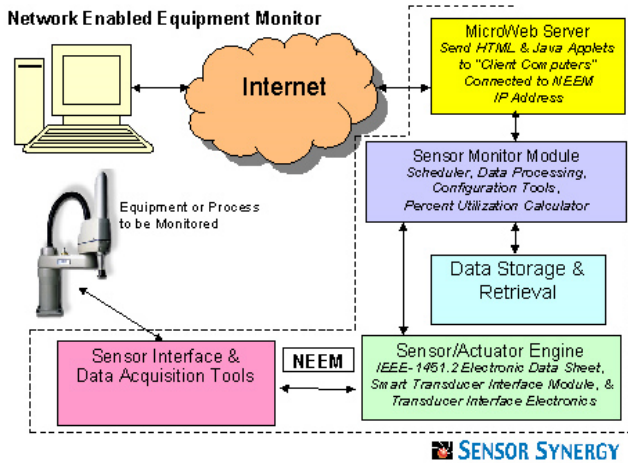 Network Enabled Equipment Monitor
Internet
MicroWeb Server
Send HTML & Java Applets
to "Client Computers"
Connected to NEEM
IP Address
Sensor Monitor Module
Scheduler, Data Processing,
Configuration Tools,
Percent Utilization Calculator
Equipment or Process
to be Monitored
Data Storage &
Retrieval
Sensor Interface &
Data Acquisition Tools
NEEM
Sensor/Actuator Engine
IEEE-1451.2 Electronic Data Sheet,
Smart Transducer Interface Module, &
Transducer Interface Electronics
SENSOR SYNERGY